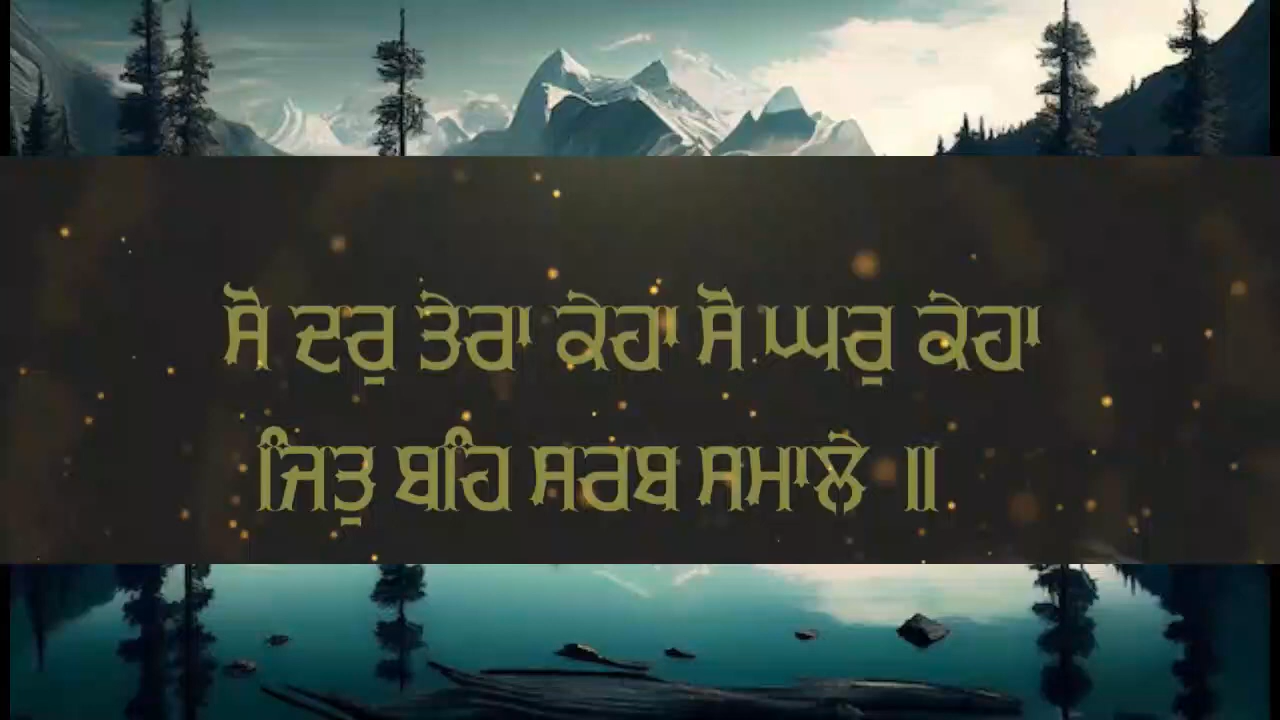 ਸੋ ਦਰੁ ਤੇਰਾ ਕੇਹਾ ਸੋ ਘਰੁ ਕੇਹਾ
ਜਿਤੁ ਬਹਿ ਸਰਬ ਸਮਾਲੇ ॥